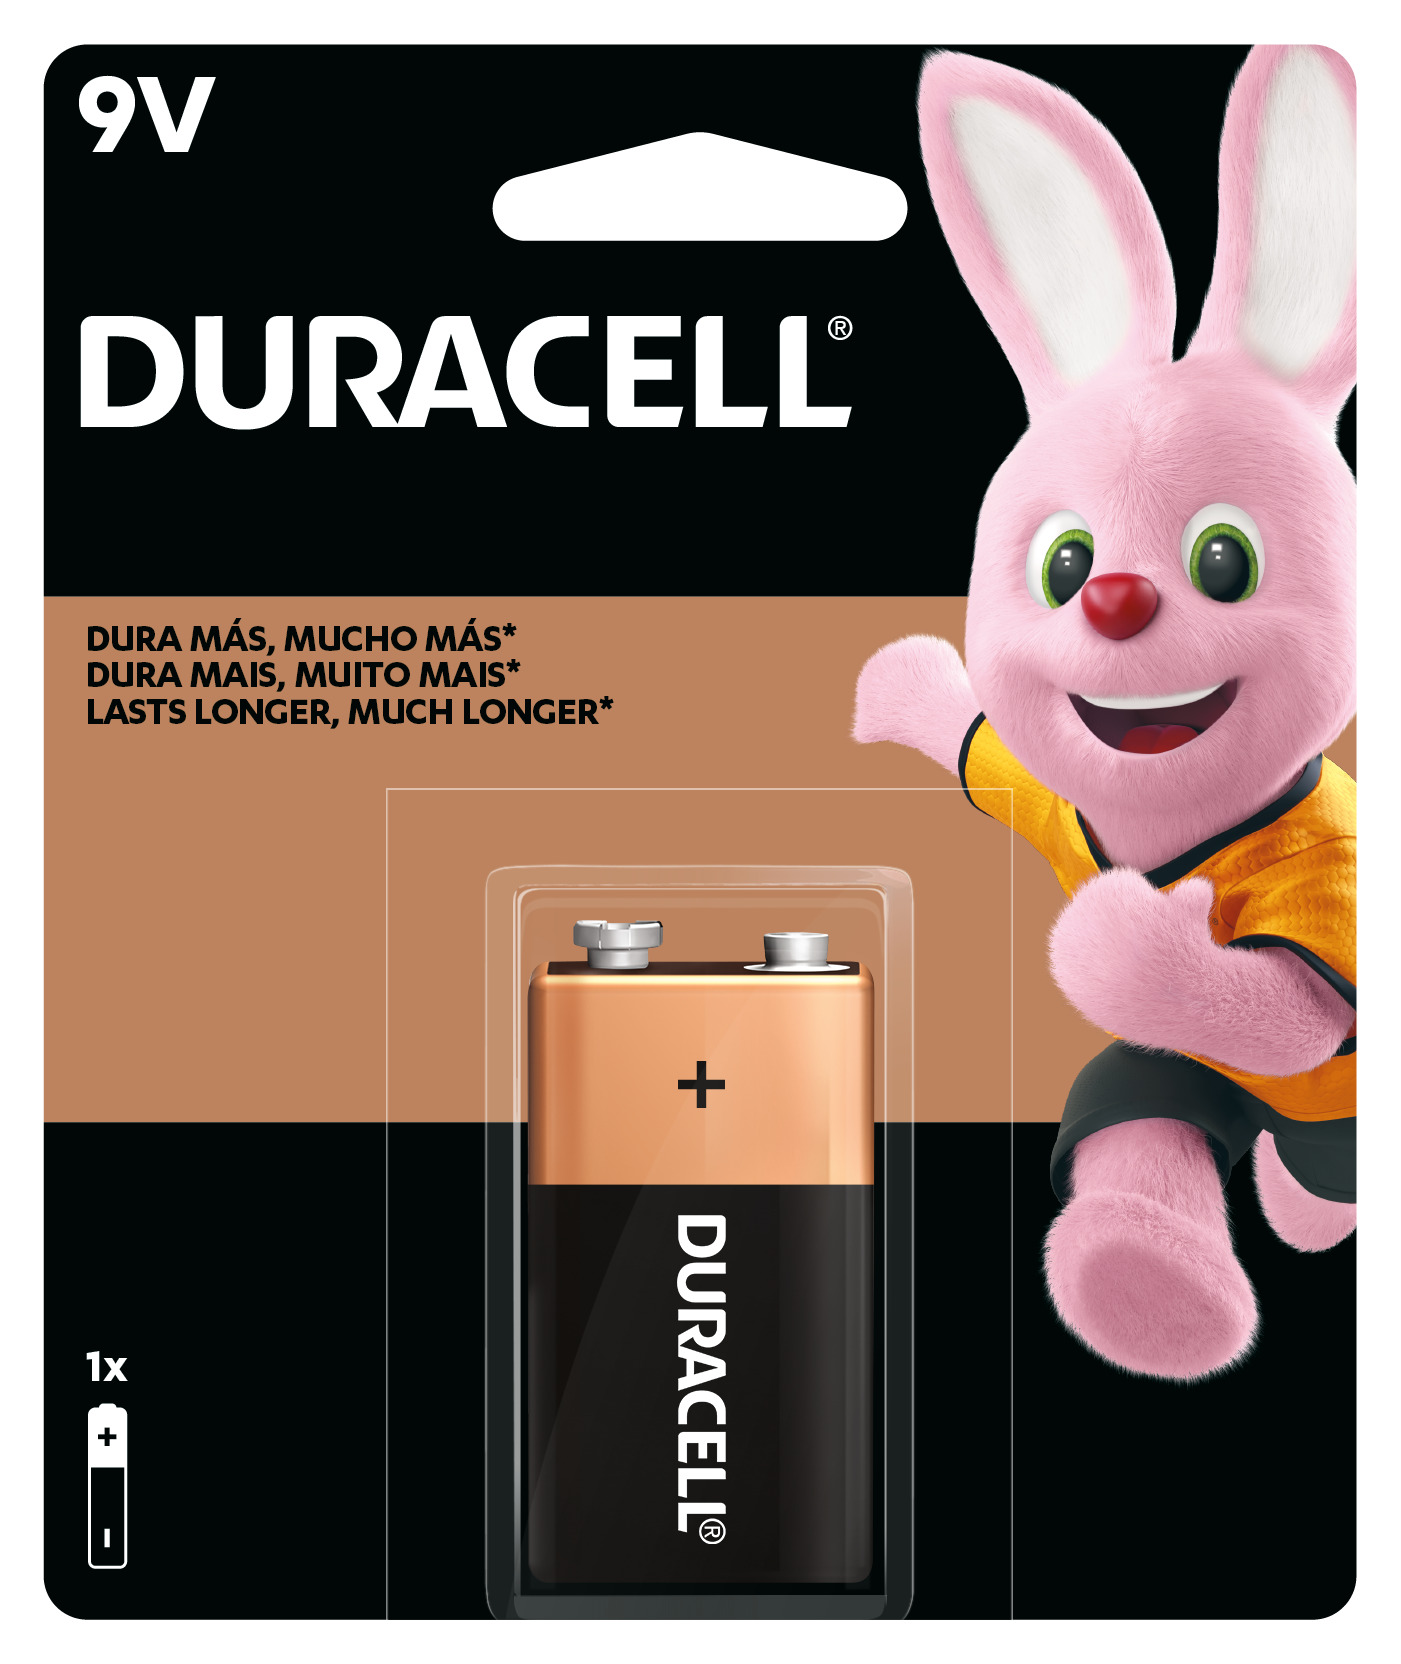 9V
DURACELL®
DURA MÁS, MUCHO MÁS*
DURA MAIS, MUITO MAIS*
LASTS LONGER, MUCH LONGER*
+
DURACELL®
1x
+
-